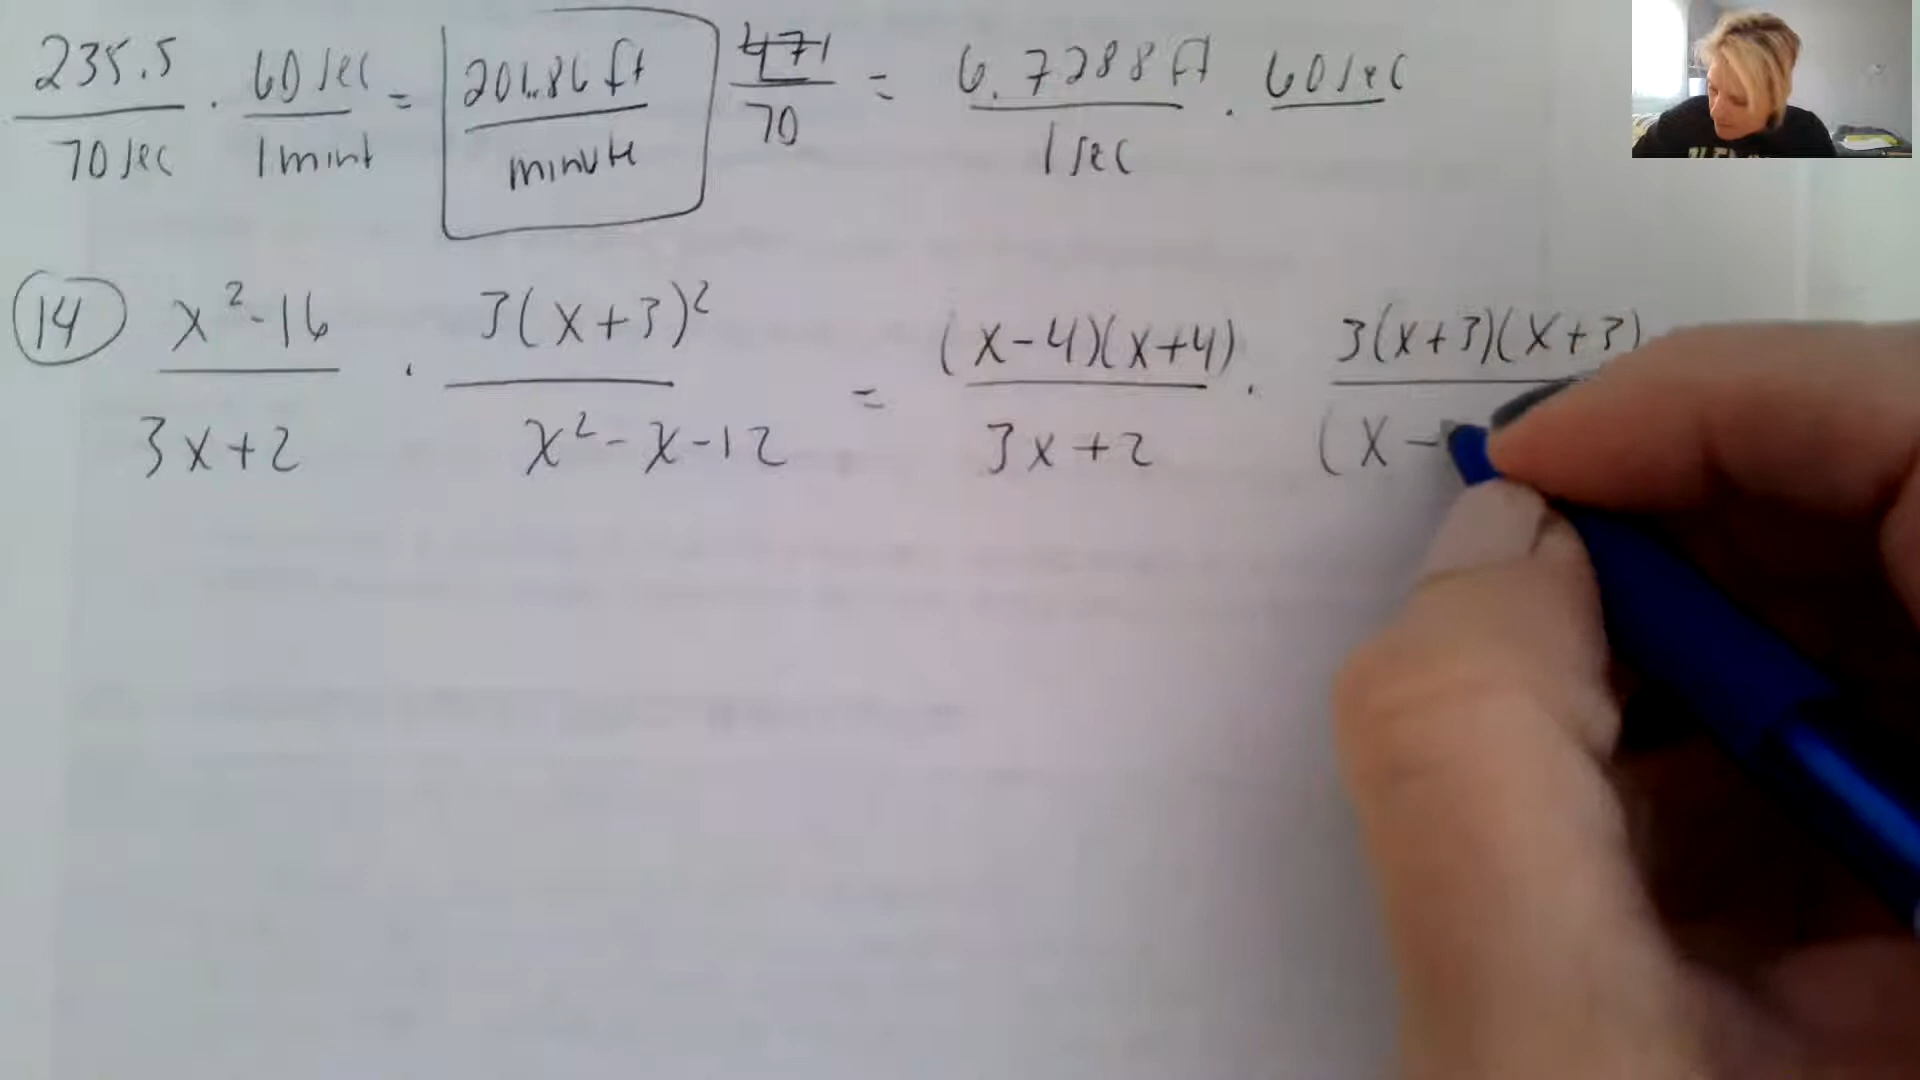 235.5 / 70 sec · 60 sec / 1 mint = 201.86 ft / minute 471 / 70 = 6.7288 ft / 1 sec · 60 sec
14 x²-16 / 3x+2 · 3(x+3)² / x²-x-12 = (x-4)(x+4) / 3x+2 · 3(x+3)(x+3) / (x-